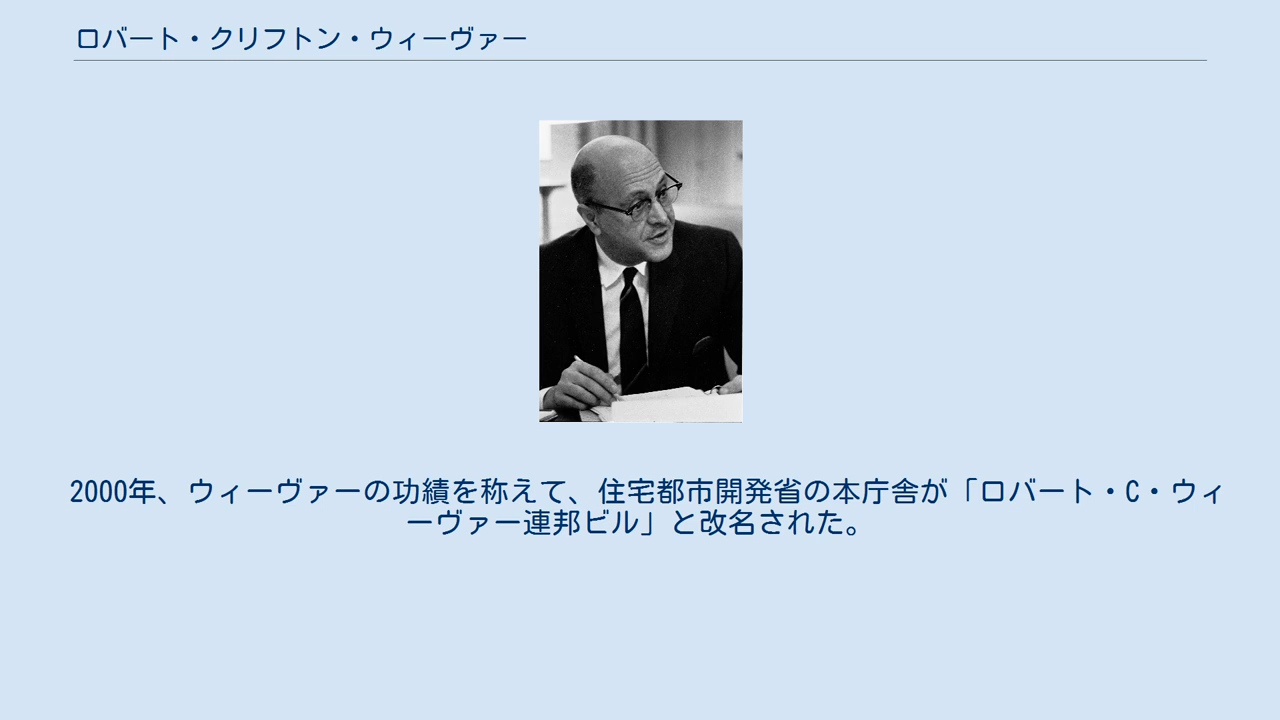 ロバート・クリフトン・ウィーヴァー
2000年、ウィーヴァーの功績を称えて、住宅都市開発省の本庁舎が「ロバート・C・ウィ
ーヴァー連邦ビル」と改名された。